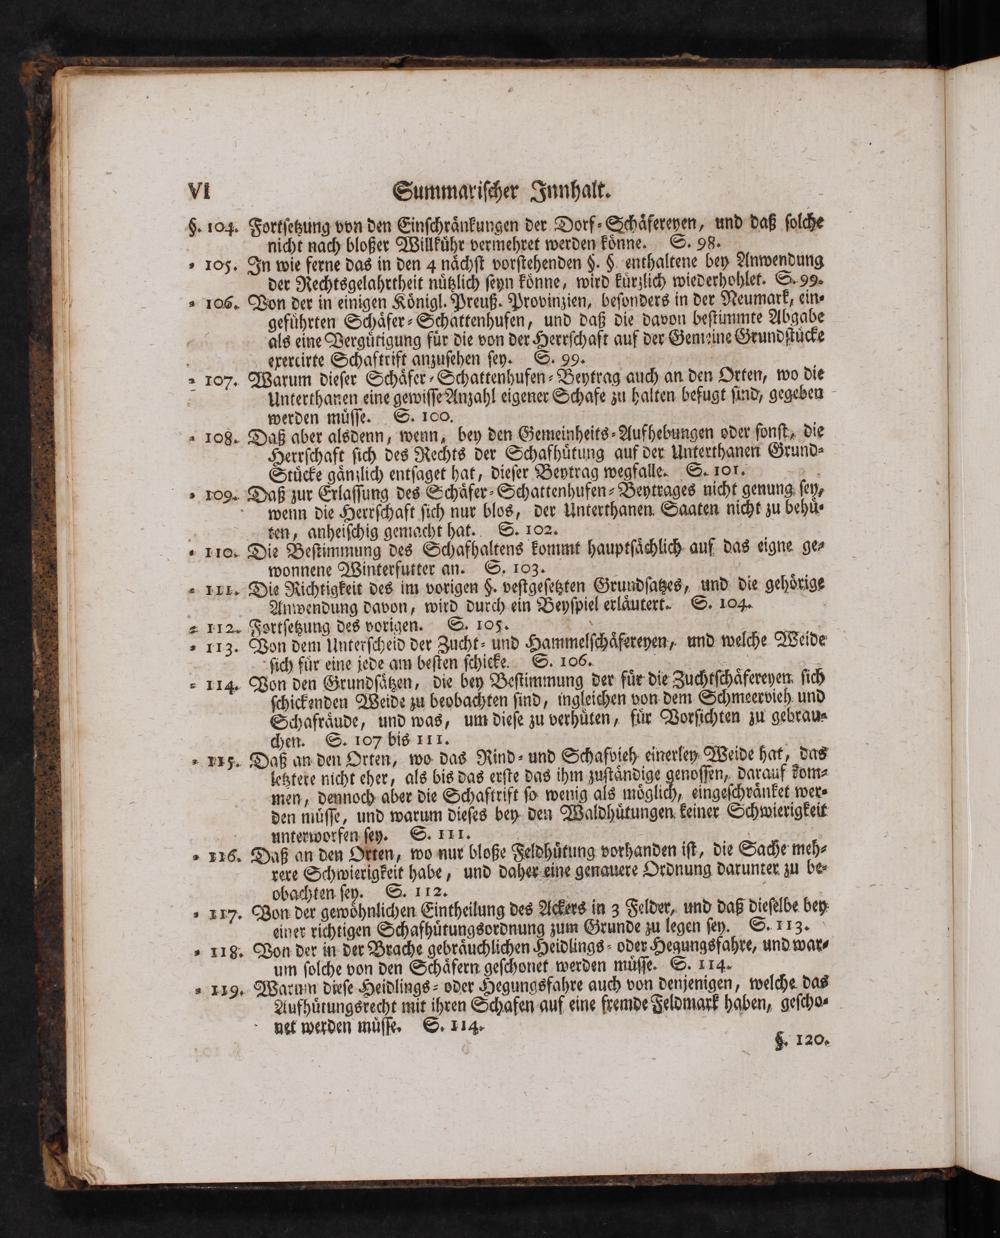 VI Summarischer Innhalt.
§. 104. Fortsetzung von den Einschränkungen der Dorf-Schäfereyen, und daß solche
nicht nach bloßer Willkühr vermehret werden könne. S. 98.
- 105. In wie ferne das in den 4 nächst vorstehenden §. §. enthaltene bey Anwendung
der Rechtsgelahrtheit nützlich seyn könne, wird kürzlich wiederhohlet. S. 99.
- 106. Von der in einigen Königl. Preuß. Provinzien, besonders in der Neumark, ein-
geführten Schäfer-Schattenhufen, und daß die davon bestimmte Abgabe
als eine Vergütigung für die von der Herrschaft auf der Gemeine Grundstücke
exercirte Schaftrift anzusehen sey. S. 99.
- 107. Warum dieser Schäfer-Schattenhufen-Beytrag auch an den Orten, wo die
Unterthanen eine gewisse Anzahl eigener Schafe zu halten befugt sind, gegeben
werden müsse. S. 100.
- 108. Daß aber alsdenn, wenn, bey den Gemeinheits-Aufhebungen oder sonst, die
Herrschaft sich des Rechts der Schafhütung auf der Unterthanen Grund-
Stücke gänzlich entsaget hat, dieser Beytrag wegfalle. S. 101.
- 109. Daß zur Erlassung des Schäfer-Schattenhufen-Beytrages nicht genung sey,
wenn die Herrschaft sich nur blos, der Unterthanen Saaten nicht zu behü-
ten, anheischig gemacht hat. S. 102.
- 110. Die Bestimmung des Schafhaltens kommt hauptsächlich auf das eigne ge-
wonnene Winterfutter an. S. 103.
- 111. Die Richtigkeit des im vorigen §. vestgesetzten Grundsatzes, und die gehörige
Anwendung davon, wird durch ein Beyspiel erläutert. S. 104.
- 112. Fortsetzung des vorigen. S. 105.
- 113. Von dem Unterscheid der Zucht- und Hammelschäfereyen, und welche Weide
sich für eine jede am besten schicke. S. 106.
- 114. Von den Grundsätzen, die bey Bestimmung der für die Zuchtschäfereyen sich
schickenden Weide zu beobachten sind, ingleichen von dem Schmeervieh und
Schafräude, und was, um diese zu verhüten, für Vorsichten zu gebrau-
chen. S. 107 bis 111.
- 115. Daß an den Orten, wo das Rind- und Schafvieh einerley Weide hat, das
letztere nicht eher, als bis das erste das ihm zuständige genossen, darauf kom-
men, dennoch aber die Schaftrift so wenig als möglich, eingeschränket wer-
den müsse, und warum dieses bey den Waldhütungen keiner Schwierigkeit
unterworfen sey. S. 111.
- 116. Daß an den Orten, wo nur bloße Feldhütung vorhanden ist, die Sache meh-
rere Schwierigkeit habe, und daher eine genauere Ordnung darunter zu be-
obachten sey. S. 112.
- 117. Von der gewöhnlichen Eintheilung des Ackers in 3 Felder, und daß dieselbe bey
einer richtigen Schafhütungsordnung zum Grunde zu legen sey. S. 113.
- 118. Von der in der Brache gebräuchlichen Heidlings- oder Hegungsfahre, und war-
um solche von den Schäfern geschonet werden müsse. S. 114.
- 119. Warum diese Heidlings- oder Hegungsfahre auch von denjenigen, welche das
Aufhütungsrecht mit ihren Schafen auf eine fremde Feldmark haben, gescho-
net werden müsse. S. 114.
§. 120.